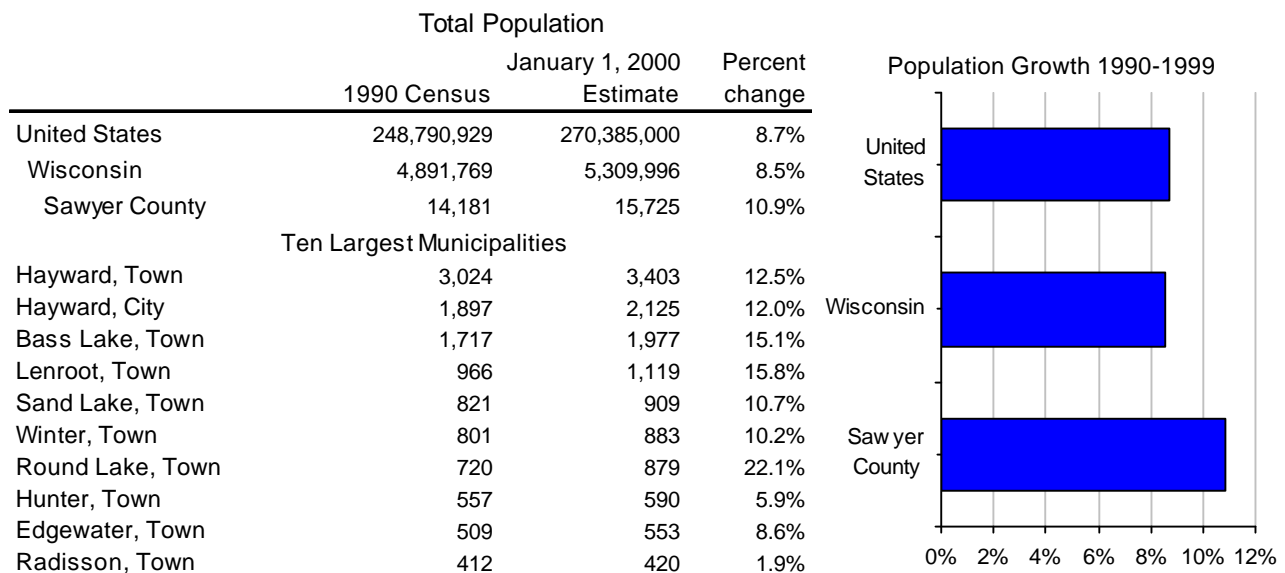 Total Population
January 1, 2000 Percent
1990 Census Estimate change
United States 248,790,929 270,385,000 8.7%
Wisconsin 4,891,769 5,309,996 8.5%
Sawyer County 14,181 15,725 10.9%
Ten Largest Municipalities
Hayward, Town 3,024 3,403 12.5%
Hayward, City 1,897 2,125 12.0%
Bass Lake, Town 1,717 1,977 15.1%
Lenroot, Town 966 1,119 15.8%
Sand Lake, Town 821 909 10.7%
Winter, Town 801 883 10.2%
Round Lake, Town 720 879 22.1%
Hunter, Town 557 590 5.9%
Edgewater, Town 509 553 8.6%
Radisson, Town 412 420 1.9%
Population Growth 1990-1999
United
States
Wisconsin
Sawyer
County
0% 2% 4% 6% 8% 10% 12%